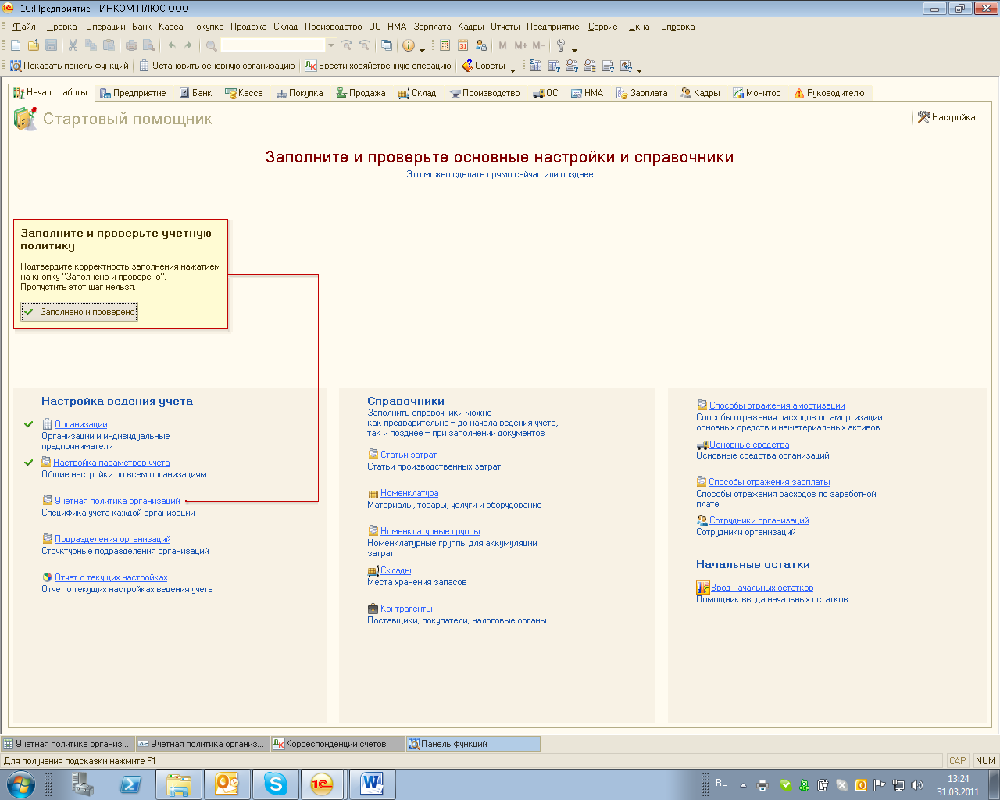 1С:Предприятие - ИНКОМ ПЛЮС ООО
Файл Правка Операции Банк Касса Покупка Продажа Склад Производство ОС НМА Зарплата Кадры Отчеты Предприятие Сервис Окна Справка
M M+ M-
Показать панель функций Установить основную организацию Ввести хозяйственную операцию Советы
Начало работы Предприятие Банк Касса Покупка Продажа Склад Производство ОС НМА Зарплата Кадры Монитор Руководителю
Стартовый помощник
Настройка...
Заполните и проверьте основные настройки и справочники
Это можно сделать прямо сейчас или позднее
Заполните и проверьте учетную
политику
Подтвердите корректность заполнения нажатием
на кнопку "Заполнено и проверено".
Пропустить этот шаг нельзя.
Заполнено и проверено
Настройка ведения учета
Организации
Организации и индивидуальные
предприниматели
Настройка параметров учета
Общие настройки по всем организациям
Учетная политика организаций
Специфика учета каждой организации
Подразделения организаций
Структурные подразделения организаций
Отчет о текущих настройках
Отчет о текущих настройках ведения учета
Справочники
Заполнить справочники можно
как предварительно – до начала ведения учета,
так и позднее – при заполнении документов
Статьи затрат
Статьи производственных затрат
Номенклатура
Материалы, товары, услуги и оборудование
Номенклатурные группы
Номенклатурные группы для аккумуляции
затрат
Склады
Места хранения запасов
Контрагенты
Поставщики, покупатели, налоговые органы
Способы отражения амортизации
Способы отражения расходов по амортизации
основных средств и нематериальных активов
Основные средства
Основные средства организаций
Способы отражения зарплаты
Способы отражения расходов по заработной
плате
Сотрудники организаций
Сотрудники организаций
Начальные остатки
Ввод начальных остатков
Помощник ввода начальных остатков
Учетная политика организ... Учетная политика организ... Корреспонденции счетов Панель функций
Для получения подсказки нажмите F1
CAP NUM
RU
13:24
31.03.2011